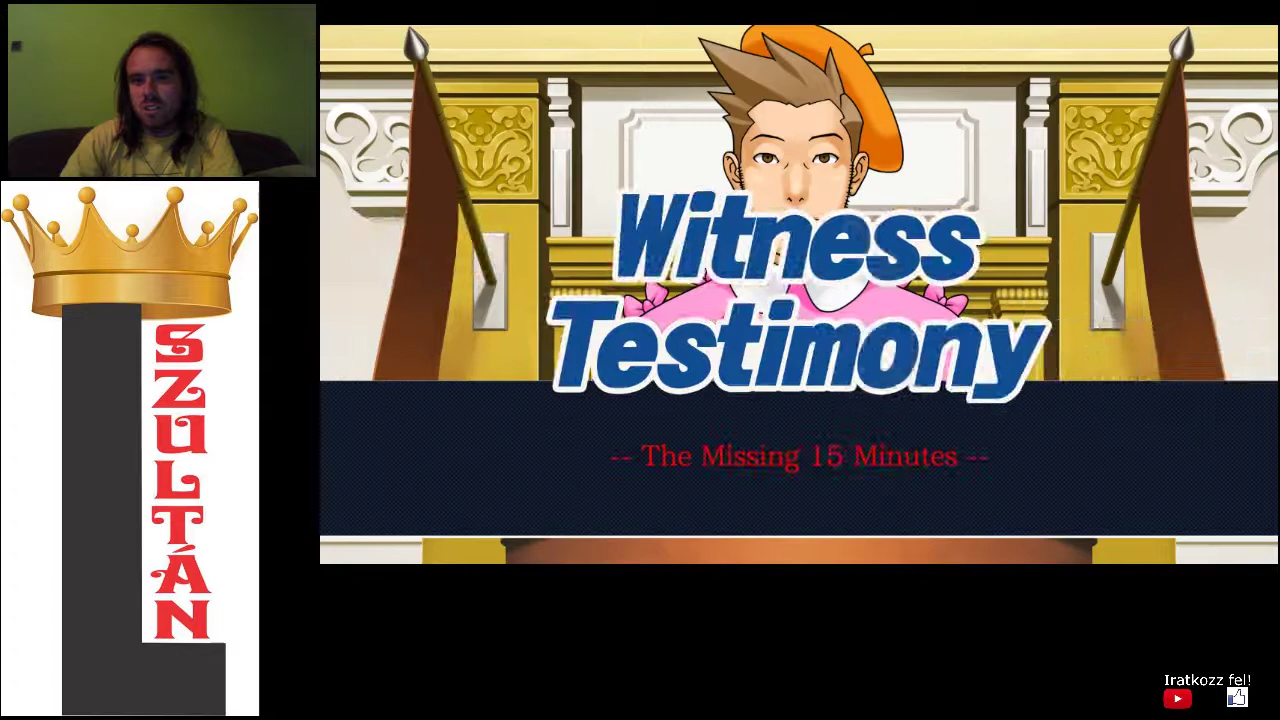 Witness
Testimony
-- The Missing 15 Minutes --
L
SZULTÁN
Iratkozz fel!